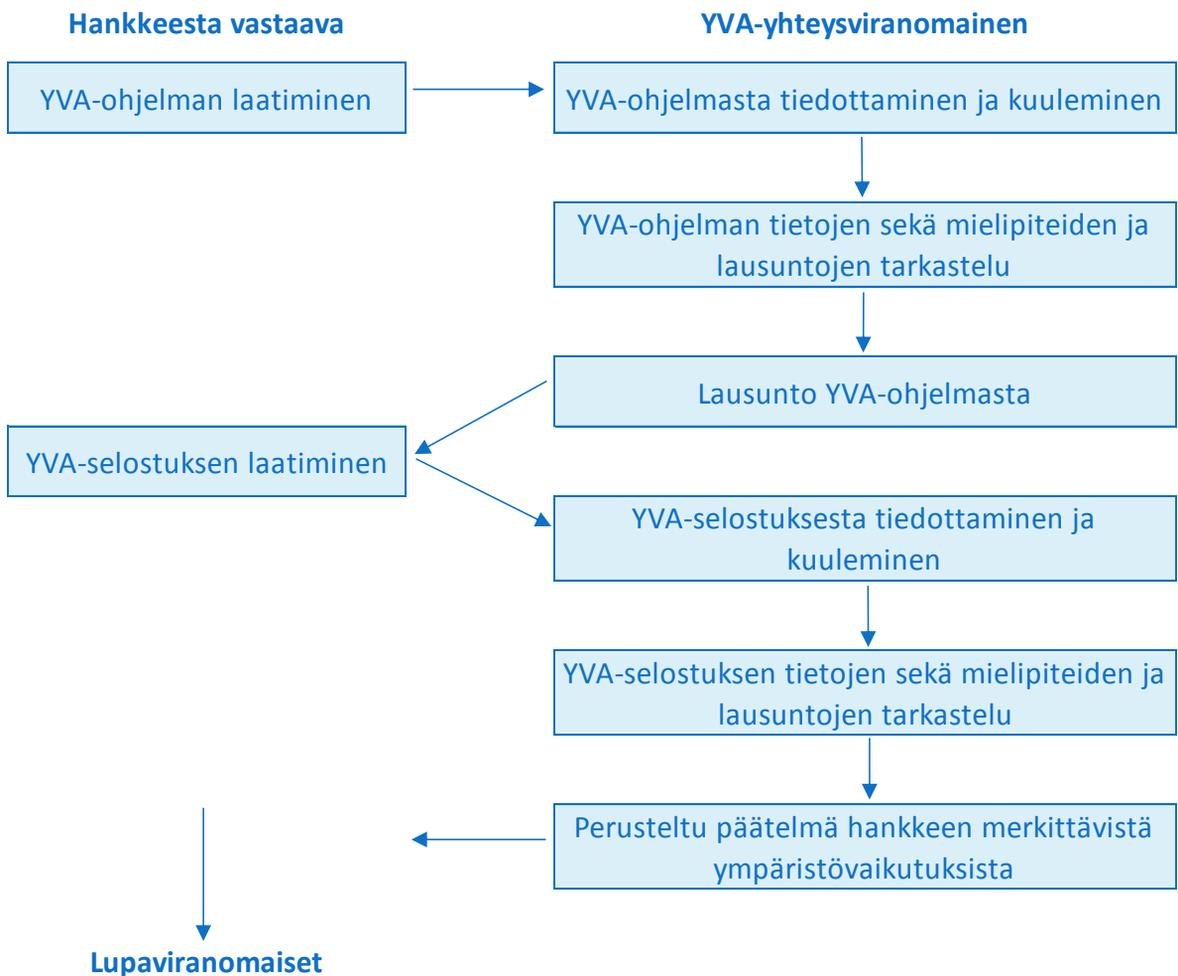 Hankkeesta vastaava
YVA-yhteysviranomainen
YVA-ohjelman laatiminen
YVA-ohjelmasta tiedottaminen ja kuuleminen
YVA-ohjelman tietojen sekä mielipiteiden ja
lausuntojen tarkastelu
Lausunto YVA-ohjelmasta
YVA-selostuksen laatiminen
YVA-selostuksesta tiedottaminen ja
kuuleminen
YVA-selostuksen tietojen sekä mielipiteiden ja
lausuntojen tarkastelu
Perusteltu päätelmä hankkeen merkittävistä
ympäristövaikutuksista
Lupaviranomaiset